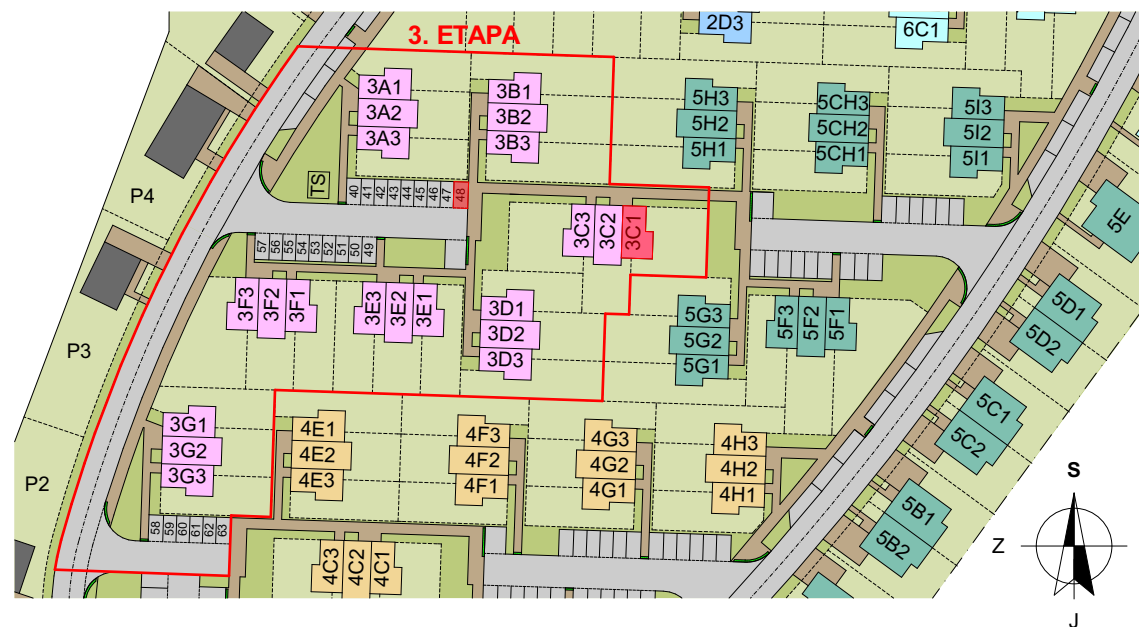 2D3
6C1
3. ETAPA
3A1
3A2
3A3
3B1
3B2
3B3
5H3
5H2
5H1
5CH3
5CH2
5CH1
5I3
5I2
5I1
P4
TS
40
41
42
43
44
45
46
47
48
5E
3C3
3C2
3C1
57
56
55
54
53
52
51
50
49
3F3
3F2
3F1
3E3
3E2
3E1
3D1
3D2
3D3
5G3
5G2
5G1
5F3
5F2
5F1
5D1
5D2
P3
5C1
5C2
3G1
3G2
3G3
4E1
4E2
4E3
4F3
4F2
4F1
4G3
4G2
4G1
4H3
4H2
4H1
P2
5B1
5B2
58
59
60
61
62
63
4C3
4C2
4C1
S
Z
J